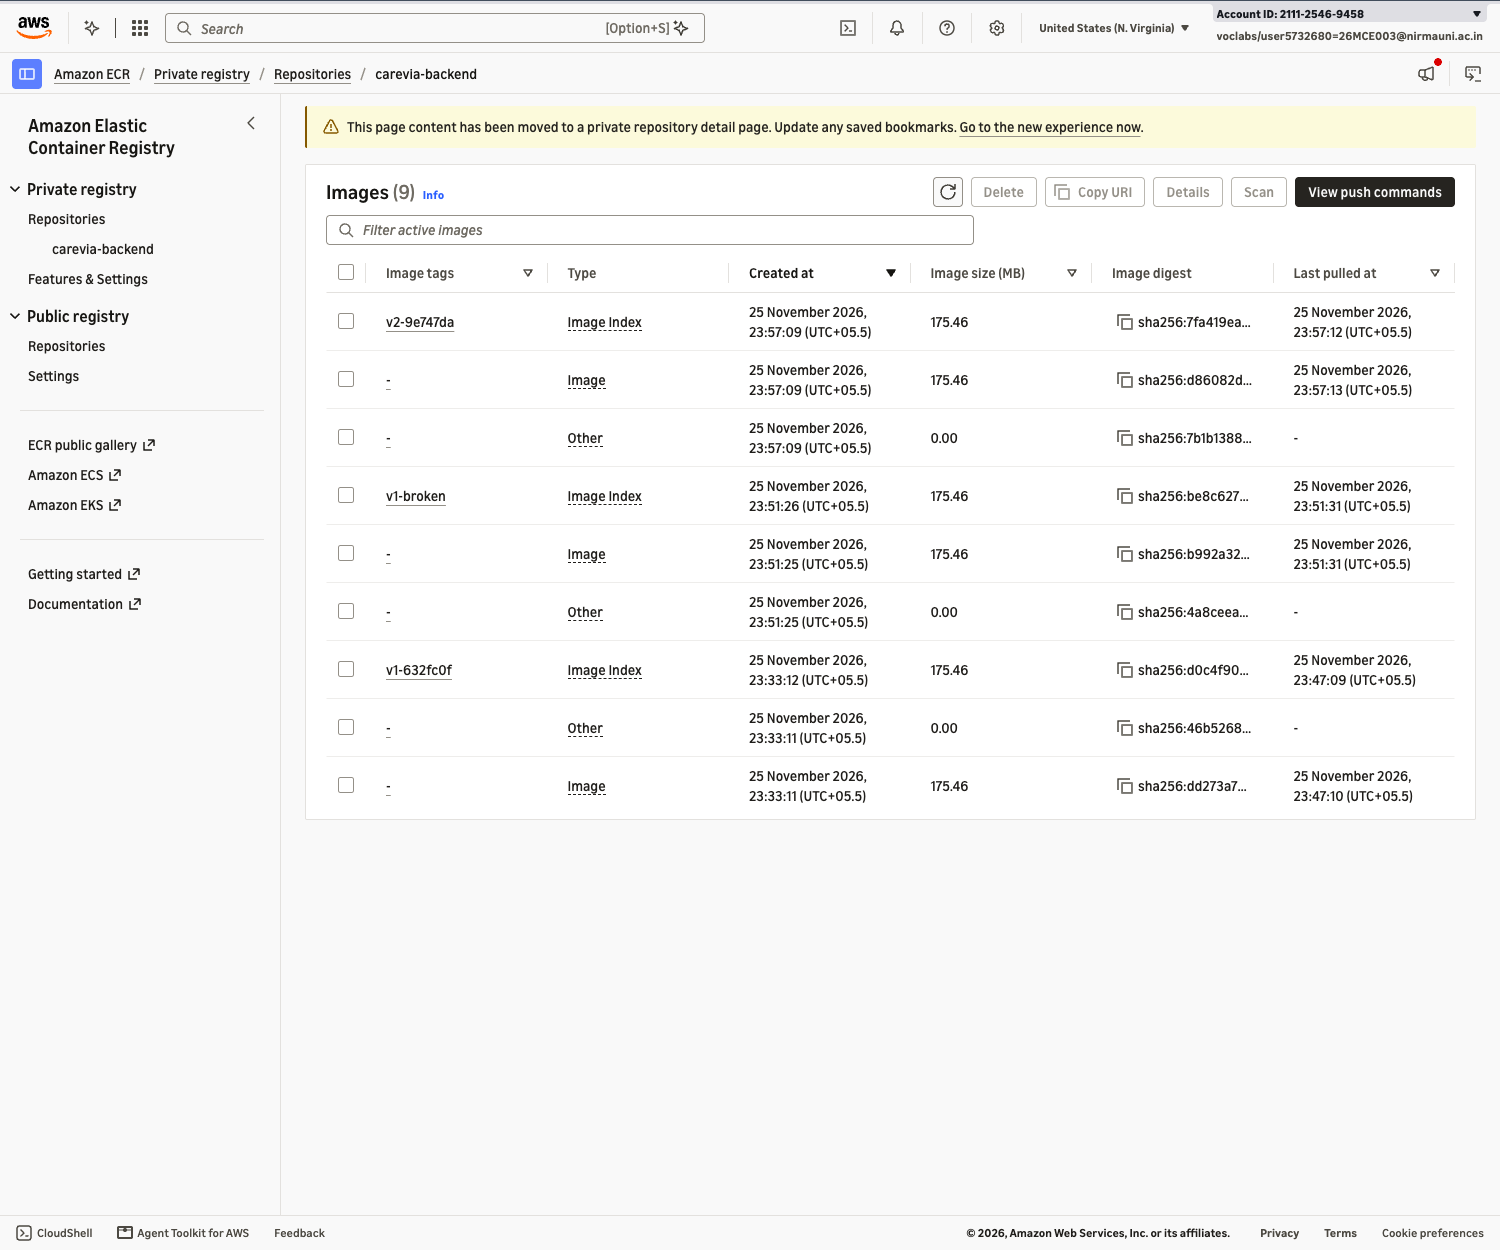 aws
Search
[Option+S]
United States (N. Virginia)
Account ID: 2111-2546-9458
voclabs/user5732680=26MCE003@nirmauni.ac.in
Amazon ECR / Private registry / Repositories / carevia-backend
Amazon Elastic
Container Registry
Private registry
Repositories
carevia-backend
Features & Settings
Public registry
Repositories
Settings
ECR public gallery
Amazon ECS
Amazon EKS
Getting started
Documentation
This page content has been moved to a private repository detail page. Update any saved bookmarks. Go to the new experience now.
Images (9) Info
Delete
Copy URI
Details
Scan
View push commands
Filter active images
Image tags Type Created at Image size (MB) Image digest Last pulled at
v2-9e747da Image Index 25 November 2026, 23:57:09 (UTC+05.5) 175.46 sha256:7fa419ea... 25 November 2026, 23:57:12 (UTC+05.5)
- Image 25 November 2026, 23:57:09 (UTC+05.5) 175.46 sha256:d86082d... 25 November 2026, 23:57:13 (UTC+05.5)
- Other 25 November 2026, 23:57:09 (UTC+05.5) 0.00 sha256:7b1b1388... -
v1-broken Image Index 25 November 2026, 23:51:26 (UTC+05.5) 175.46 sha256:be8c627... 25 November 2026, 23:51:31 (UTC+05.5)
- Image 25 November 2026, 23:51:25 (UTC+05.5) 175.46 sha256:b992a32... 25 November 2026, 23:51:31 (UTC+05.5)
- Other 25 November 2026, 23:51:25 (UTC+05.5) 0.00 sha256:4a8ceea... -
v1-632fc0f Image Index 25 November 2026, 23:33:12 (UTC+05.5) 175.46 sha256:d0c4f90... 25 November 2026, 23:47:09 (UTC+05.5)
- Other 25 November 2026, 23:33:11 (UTC+05.5) 0.00 sha256:46b5268... -
- Image 25 November 2026, 23:33:11 (UTC+05.5) 175.46 sha256:dd273a7... 25 November 2026, 23:47:10 (UTC+05.5)
CloudShell
Agent Toolkit for AWS
Feedback
© 2026, Amazon Web Services, Inc. or its affiliates.
Privacy
Terms
Cookie preferences